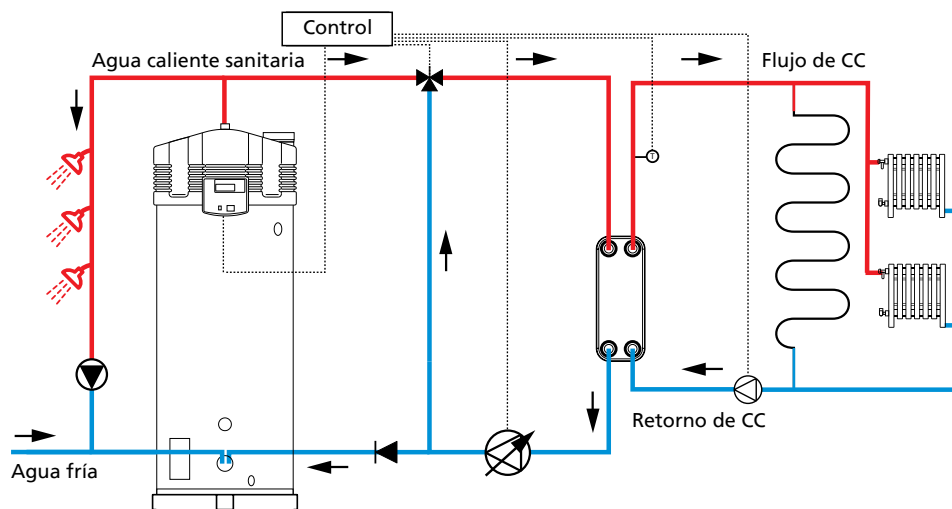 Control
Agua caliente sanitaria
Flujo de CC
T
Retorno de CC
Agua fría